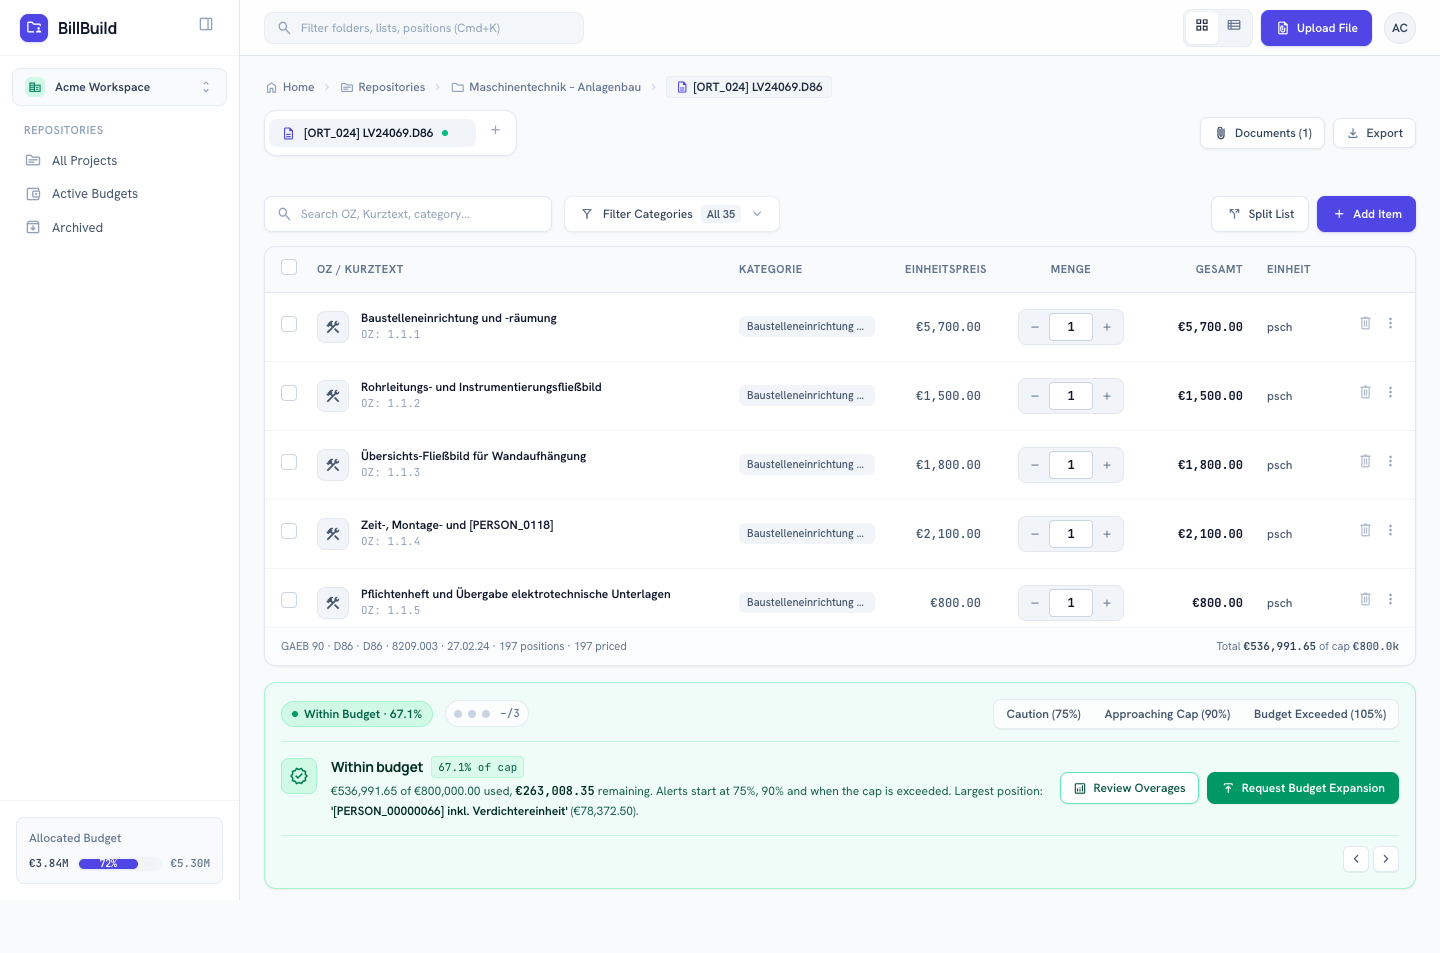 BillBuild
Filter folders, lists, positions (Cmd+K)
Upload File
AC
Acme Workspace
REPOSITORIES
All Projects
Active Budgets
Archived
Home
Repositories
Maschinentechnik – Anlagenbau
[ORT_024] LV24069.D86
[ORT_024] LV24069.D86
+
Documents (1)
Export
Search OZ, Kurztext, category...
Filter Categories
All 35
Split List
+ Add Item
OZ / KURZTEXT KATEGORIE EINHEITSPREIS MENGE GESAMT EINHEIT
Baustelleneinrichtung und -räumung
OZ: 1.1.1
Baustelleneinrichtung ... €5,700.00 − 1 + €5,700.00 psch
Rohrleitungs- und Instrumentierungsfließbild
OZ: 1.1.2
Baustelleneinrichtung ... €1,500.00 − 1 + €1,500.00 psch
Übersichts-Fließbild für Wandaufhängung
OZ: 1.1.3
Baustelleneinrichtung ... €1,800.00 − 1 + €1,800.00 psch
Zeit-, Montage- und [PERSON_0118]
OZ: 1.1.4
Baustelleneinrichtung ... €2,100.00 − 1 + €2,100.00 psch
Pflichtenheft und Übergabe elektrotechnische Unterlagen
OZ: 1.1.5
Baustelleneinrichtung ... €800.00 − 1 + €800.00 psch
GAEB 90 · D86 · D86 · 8209.003 · 27.02.24 · 197 positions · 197 priced
Total €536,991.65 of cap €800.0k
Within Budget · 67.1%
–/3
Caution (75%)
Approaching Cap (90%)
Budget Exceeded (105%)
Within budget
67.1% of cap
€536,991.65 of €800,000.00 used, €263,008.35 remaining. Alerts start at 75%, 90% and when the cap is exceeded. Largest position:
'[PERSON_00000066] inkl. Verdichtereinheit' (€78,372.50).
Review Overages
Request Budget Expansion
Allocated Budget
€3.84M 72% €5.30M